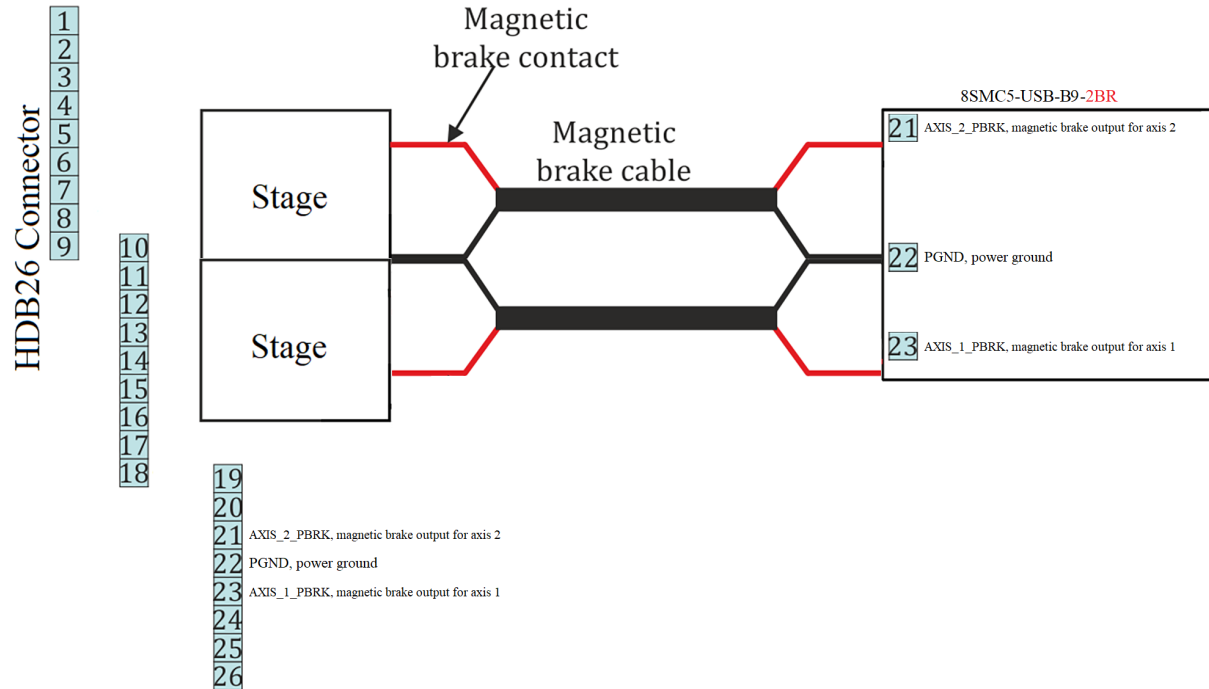 HDB26 Connector
1
2
3
4
5
6
7
8
9
10
11
12
13
14
15
16
17
18
19
20
21 AXIS_2_PBRK, magnetic brake output for axis 2
22 PGND, power ground
23 AXIS_1_PBRK, magnetic brake output for axis 1
24
25
26
Magnetic
brake contact
Stage
Stage
Magnetic
brake cable
8SMC5-USB-B9-2BR
21 AXIS_2_PBRK, magnetic brake output for axis 2
22 PGND, power ground
23 AXIS_1_PBRK, magnetic brake output for axis 1